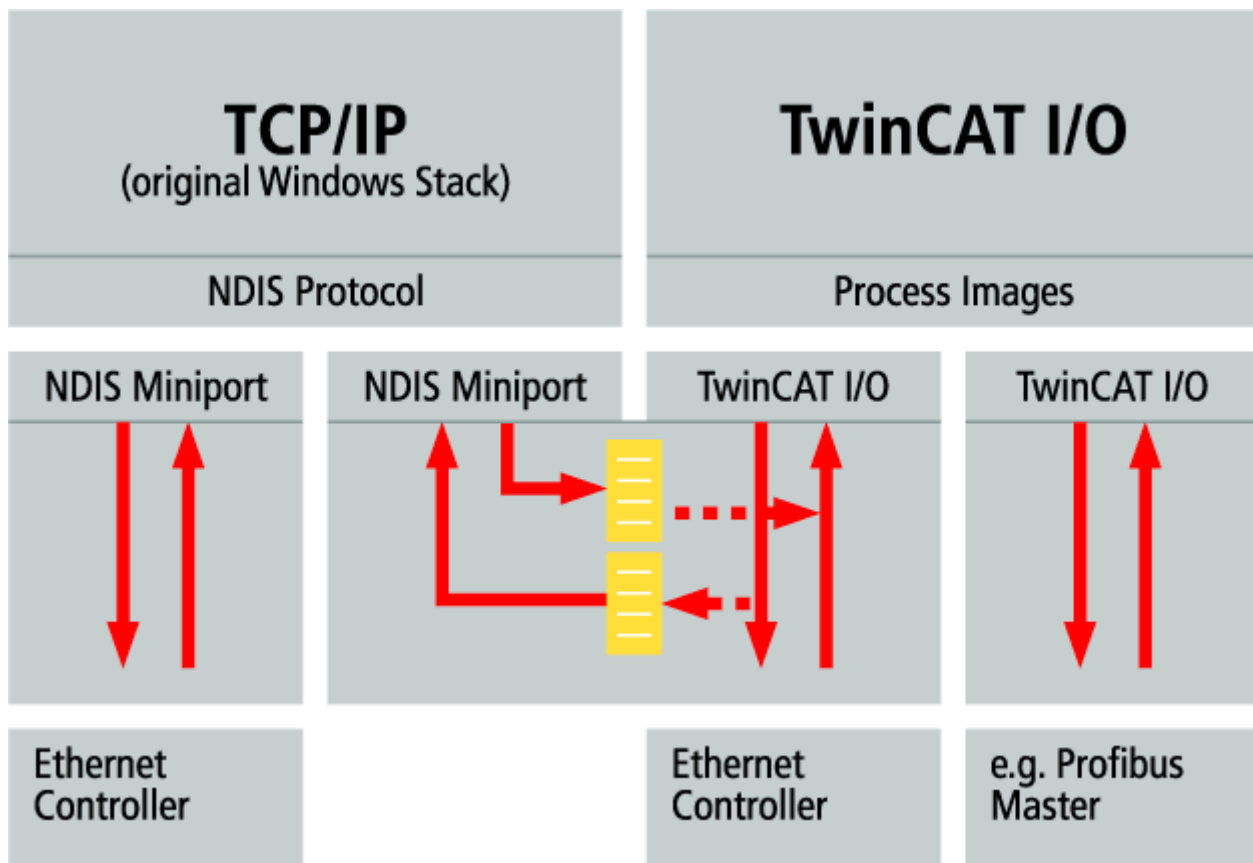 TCP/IP
(original Windows Stack)
NDIS Protocol
TwinCAT I/O
Process Images
NDIS Miniport
NDIS Miniport
TwinCAT I/O
TwinCAT I/O
Ethernet
Controller
Ethernet
Controller
e.g. Profibus
Master